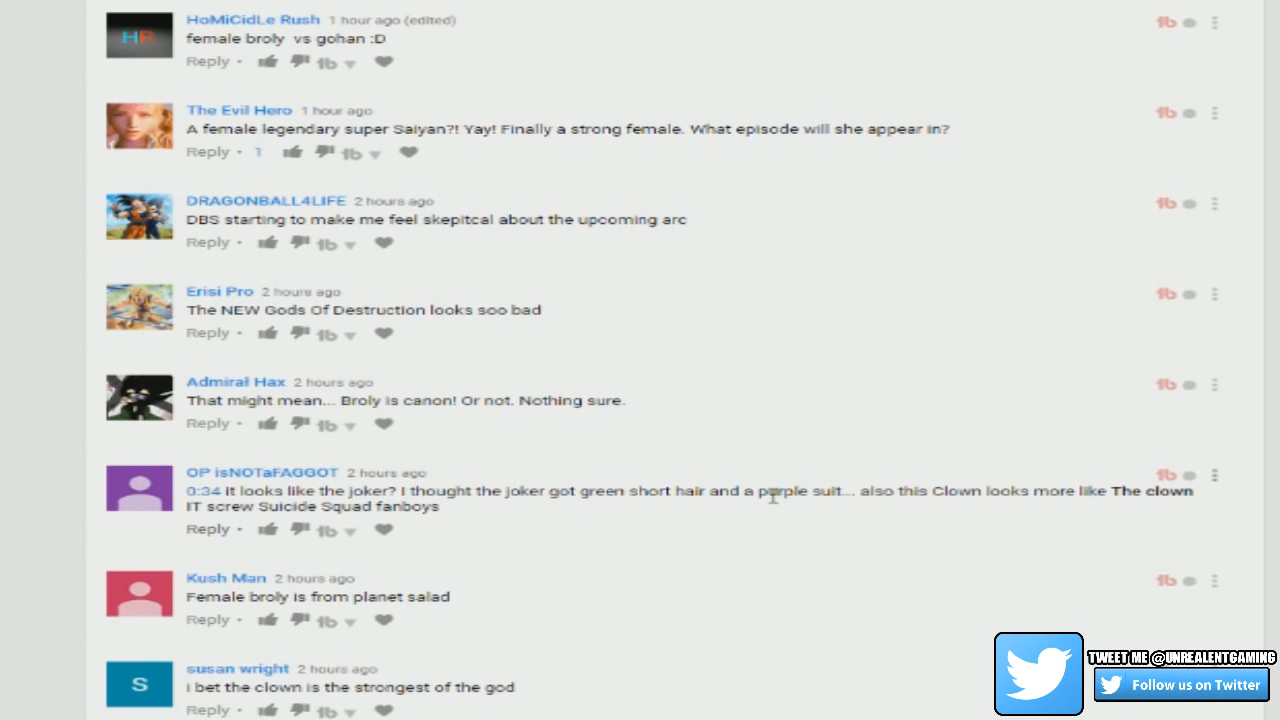 HR
HoMiCidLe Rush 1 hour ago (edited)
female broly vs gohan :D
Reply •
The Evil Hero 1 hour ago
A female legendary super Saiyan?! Yay! Finally a strong female. What episode will she appear in?
Reply • 1
DRAGONBALL4LIFE 2 hours ago
DBS starting to make me feel skepitcal about the upcoming arc
Reply •
Erisi Pro 2 hours ago
The NEW Gods Of Destruction looks soo bad
Reply •
Admiral Hax 2 hours ago
That might mean... Broly is canon! Or not. Nothing sure.
Reply •
OP isNOTaFAGGOT 2 hours ago
0:34 it looks like the joker? I thought the joker got green short hair and a purple suit... also this Clown looks more like The clown
IT screw Suicide Squad fanboys
Reply •
Kush Man 2 hours ago
Female broly is from planet salad
Reply •
S
susan wright 2 hours ago
i bet the clown is the strongest of the god
Reply •
TWEET ME @UNREALENTGAMING
Follow us on Twitter